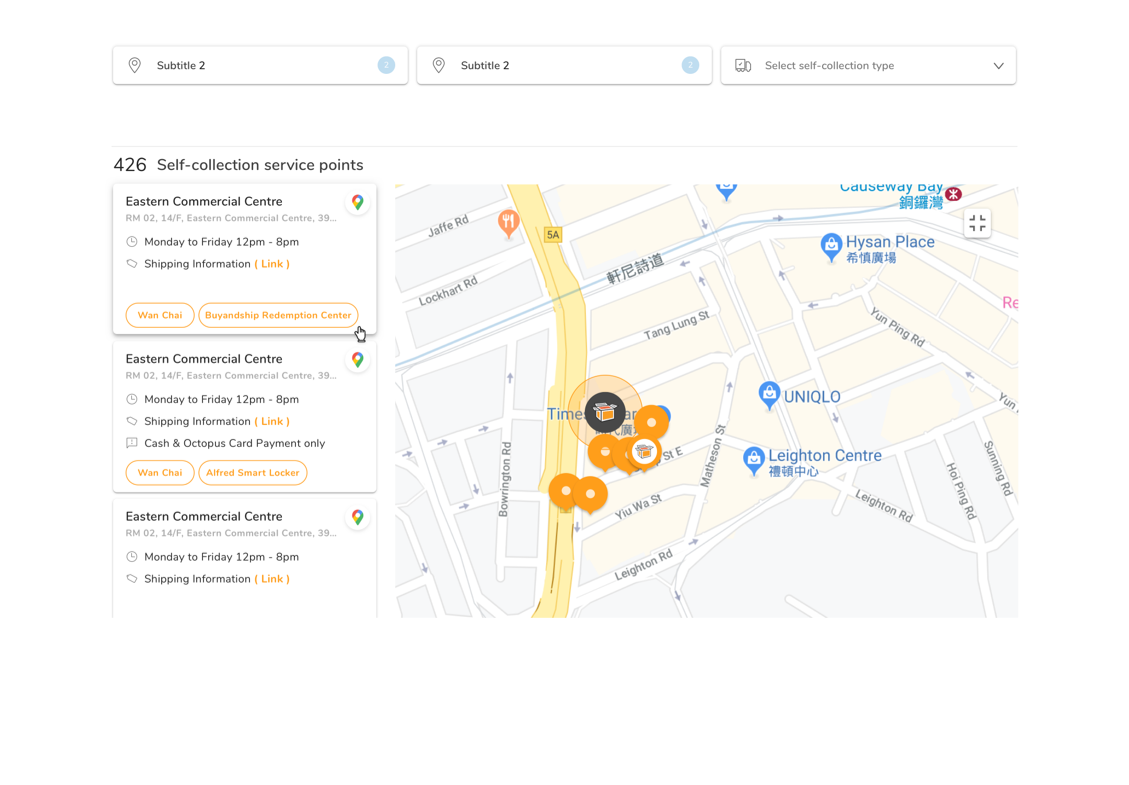 Subtitle 2
2
Subtitle 2
2
Select self-collection type
426 Self-collection service points
Eastern Commercial Centre
RM 02, 14/F, Eastern Commercial Centre, 39...
Monday to Friday 12pm - 8pm
Shipping Information ( Link )
Wan Chai
Buyandship Redemption Center
Eastern Commercial Centre
RM 02, 14/F, Eastern Commercial Centre, 39...
Monday to Friday 12pm - 8pm
Shipping Information ( Link )
Cash & Octopus Card Payment only
Wan Chai
Alfred Smart Locker
Eastern Commercial Centre
RM 02, 14/F, Eastern Commercial Centre, 39...
Monday to Friday 12pm - 8pm
Shipping Information ( Link )
Causeway Bay
銅鑼灣
Jaffe Rd
5A
Hysan Place
希慎廣場
軒尼詩道
Lockhart Rd
Re
Tang Lung St
Yun Ping Rd
UNIQLO
Yun
Times
St E
Matheson St
Leighton Centre
禮頓中心
Bowrington Rd
Sunning Rd
Hoi Ping Rd
Yiu Wa St
Leighton Rd
Leighton Rd